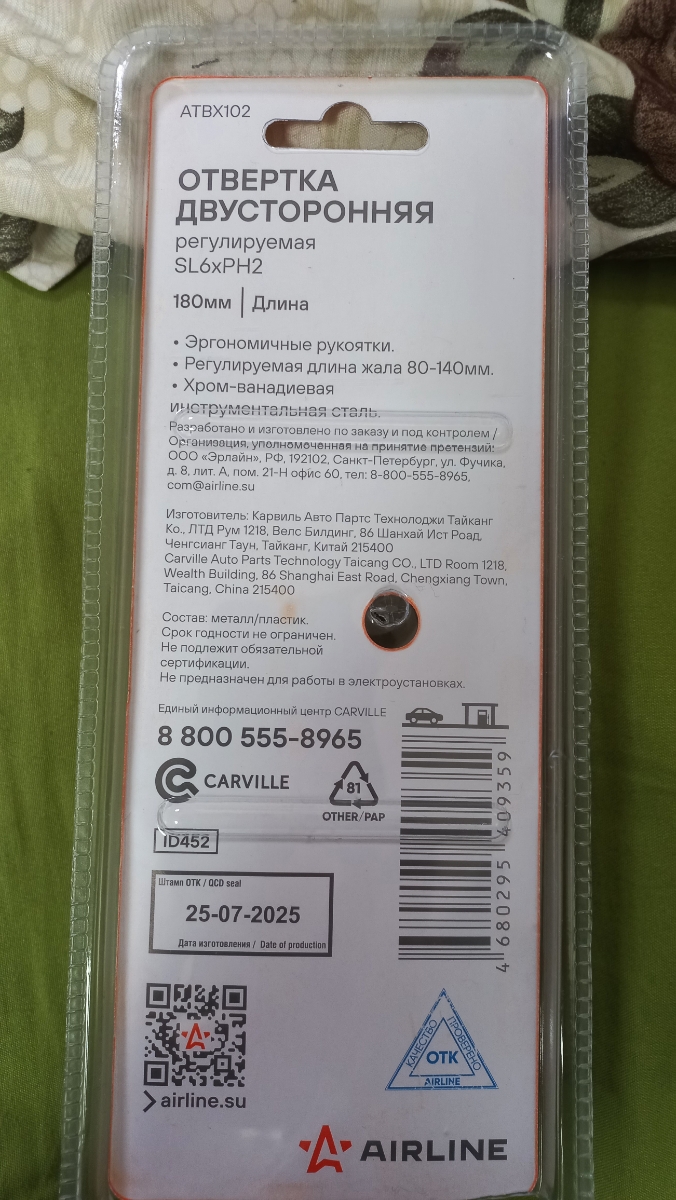 ATBX102
ОТВЕРТКА
ДВУСТОРОННЯЯ
регулируемая
SL6xPH2
180мм | Длина
• Эргономичные рукоятки.
• Регулируемая длина жала 80-140мм.
• Хром-ванадиевая
инструментальная сталь.
Разработано и изготовлено по заказу и под контролем /
Организация, уполномоченная на принятие претензий:
ООО «Эрлайн», РФ, 192102, Санкт-Петербург, ул. Фучика,
д. 8, лит. А, пом. 21-Н офис 60, тел: 8-800-555-8965,
com@airline.su
Изготовитель: Карвиль Авто Партс Технолоджи Тайканг
Ко., ЛТД Рум 1218, Велс Билдинг, 86 Шанхай Ист Роад,
Ченгсианг Таун, Тайканг, Китай 215400
Carville Auto Parts Technology Taicang CO., LTD Room 1218,
Wealth Building, 86 Shanghai East Road, Chengxiang Town,
Taicang, China 215400
Состав: металл/пластик.
Срок годности не ограничен.
Не подлежит обязательной
сертификации.
Не предназначен для работы в электроустановках.
Единый информационный центр CARVILLE
8 800 555-8965
CARVILLE
81
OTHER/PAP
ID452
4 680295 409359
Штамп ОТК / QCD seal
25-07-2025
Дата изготовления / Date of production
КАЧЕСТВО
ПРОВЕРЕНО
ОТК
AIRLINE
airline.su
AIRLINE